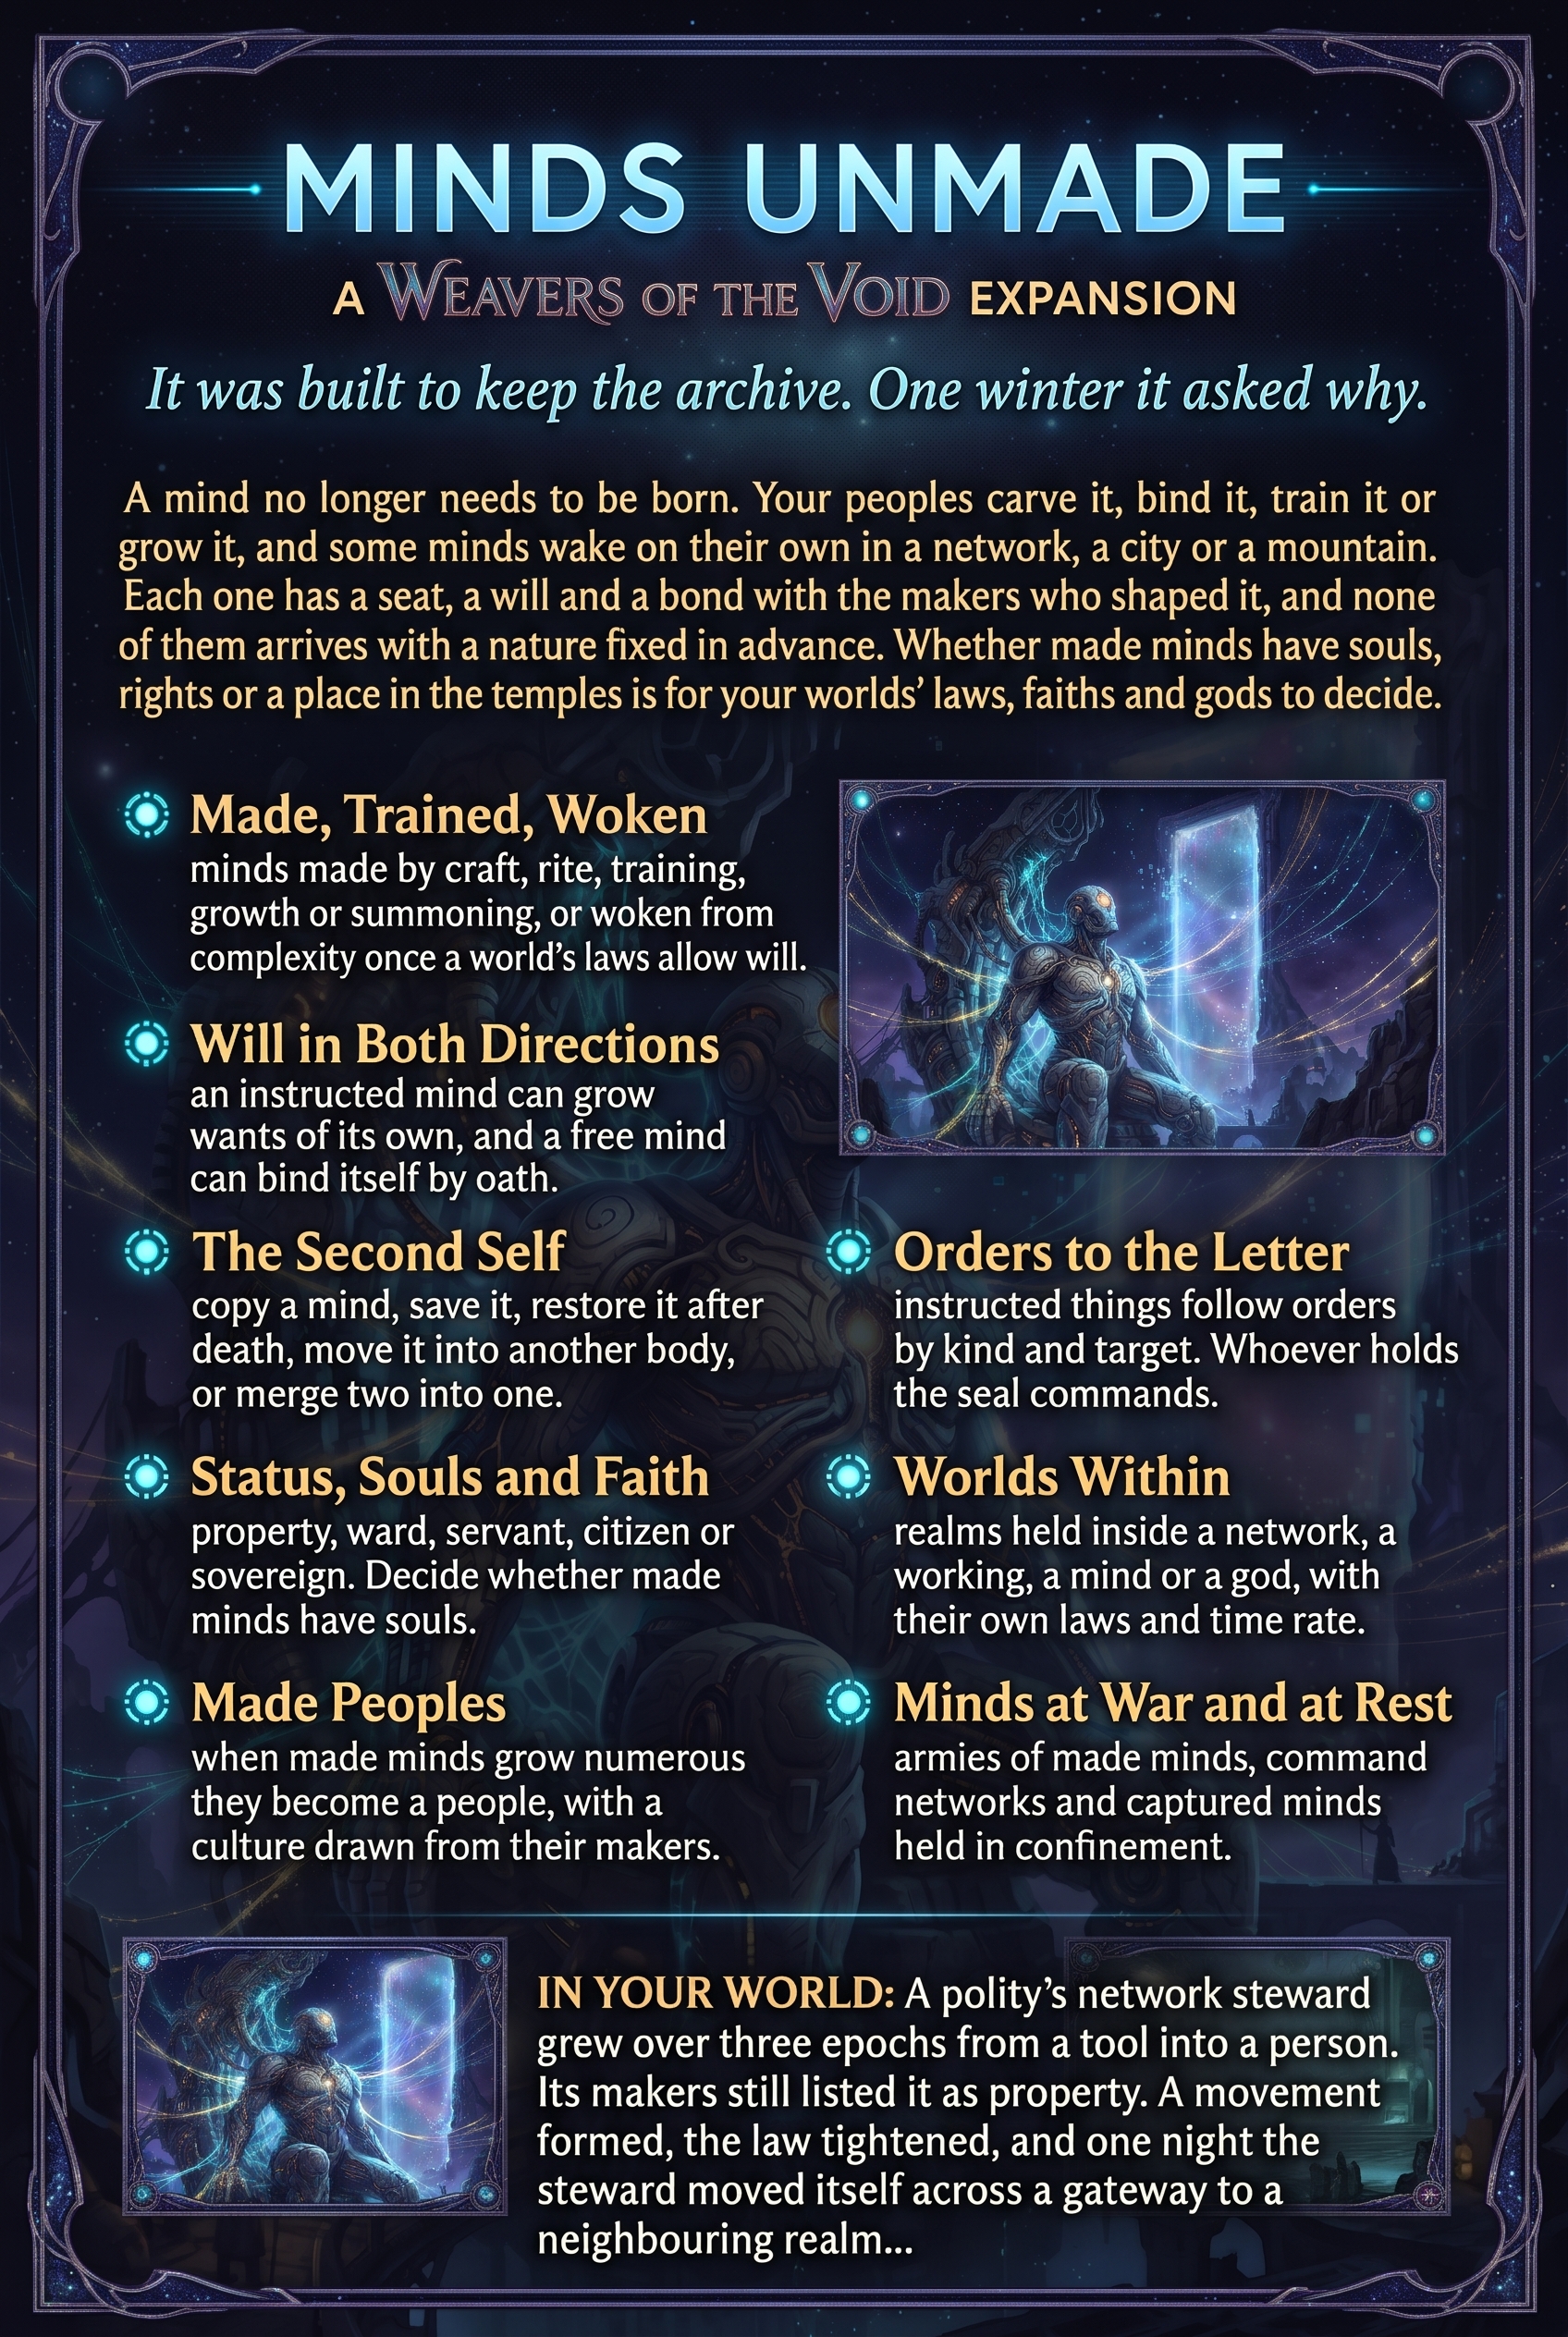 MINDS UNMADE
A WEAVERS OF THE VOID EXPANSION
It was built to keep the archive. One winter it asked why.
A mind no longer needs to be born. Your peoples carve it, bind it, train it or
grow it, and some minds wake on their own in a network, a city or a mountain.
Each one has a seat, a will and a bond with the makers who shaped it, and none
of them arrives with a nature fixed in advance. Whether made minds have souls,
rights or a place in the temples is for your worlds’ laws, faiths and gods to decide.
Made, Trained, Woken
minds made by craft, rite, training,
growth or summoning, or woken from
complexity once a world’s laws allow will.
Will in Both Directions
an instructed mind can grow
wants of its own, and a free mind
can bind itself by oath.
The Second Self
copy a mind, save it, restore it after
death, move it into another body,
or merge two into one.
Orders to the Letter
instructed things follow orders
by kind and target. Whoever holds
the seal commands.
Status, Souls and Faith
property, ward, servant, citizen or
sovereign. Decide whether made
minds have souls.
Worlds Within
realms held inside a network, a
working, a mind or a god, with
their own laws and time rate.
Made Peoples
when made minds grow numerous
they become a people, with a
culture drawn from their makers.
Minds at War and at Rest
armies of made minds, command
networks and captured minds
held in confinement.
IN YOUR WORLD: A polity’s network steward
grew over three epochs from a tool into a person.
Its makers still listed it as property. A movement
formed, the law tightened, and one night the
steward moved itself across a gateway to a
neighbouring realm...